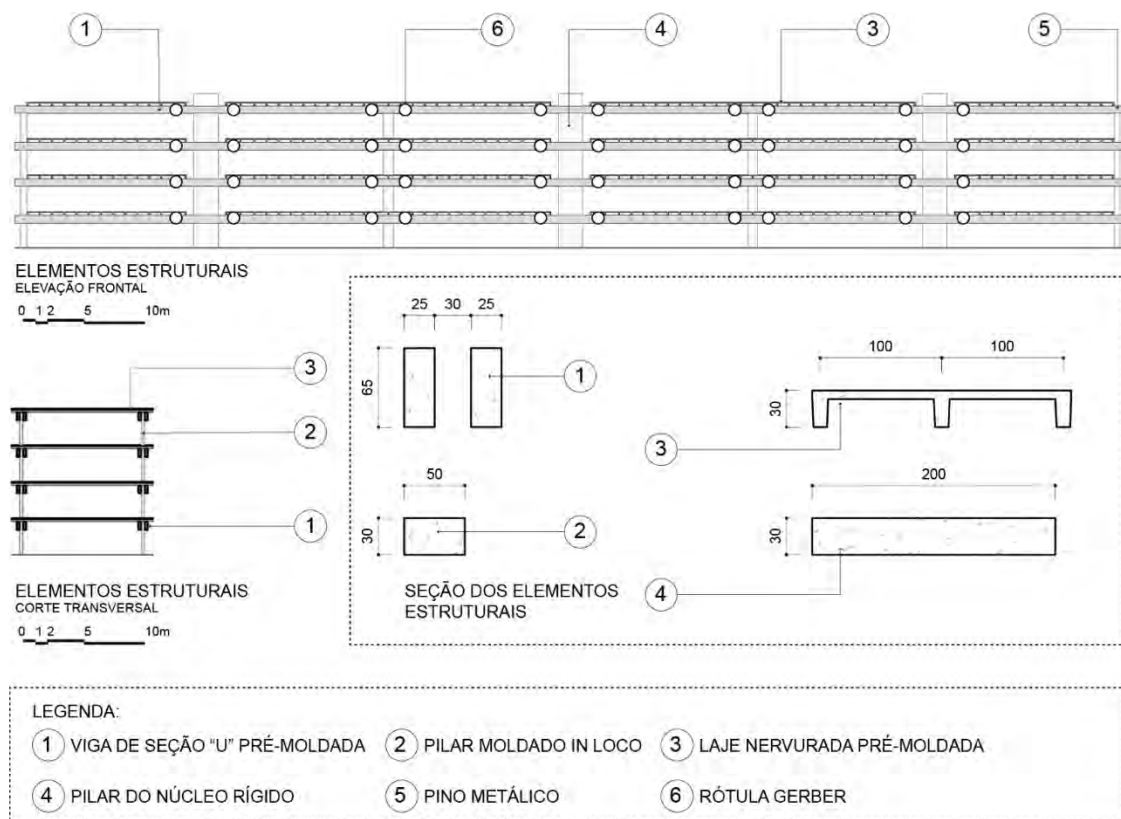 1 6 4 3 5
ELEMENTOS ESTRUTURAIS
ELEVAÇÃO FRONTAL
0 1 2 5 10m
3
2
1
ELEMENTOS ESTRUTURAIS
CORTE TRANSVERSAL
0 1 2 5 10m
25 30 25
65
1
50
30
2
SEÇÃO DOS ELEMENTOS
ESTRUTURAIS
100 100
30
3
200
30
4
LEGENDA:
1 VIGA DE SEÇÃO “U” PRÉ-MOLDADA 2 PILAR MOLDADO IN LOCO 3 LAJE NERVURADA PRÉ-MOLDADA
4 PILAR DO NÚCLEO RÍGIDO 5 PINO METÁLICO 6 RÓTULA GERBER